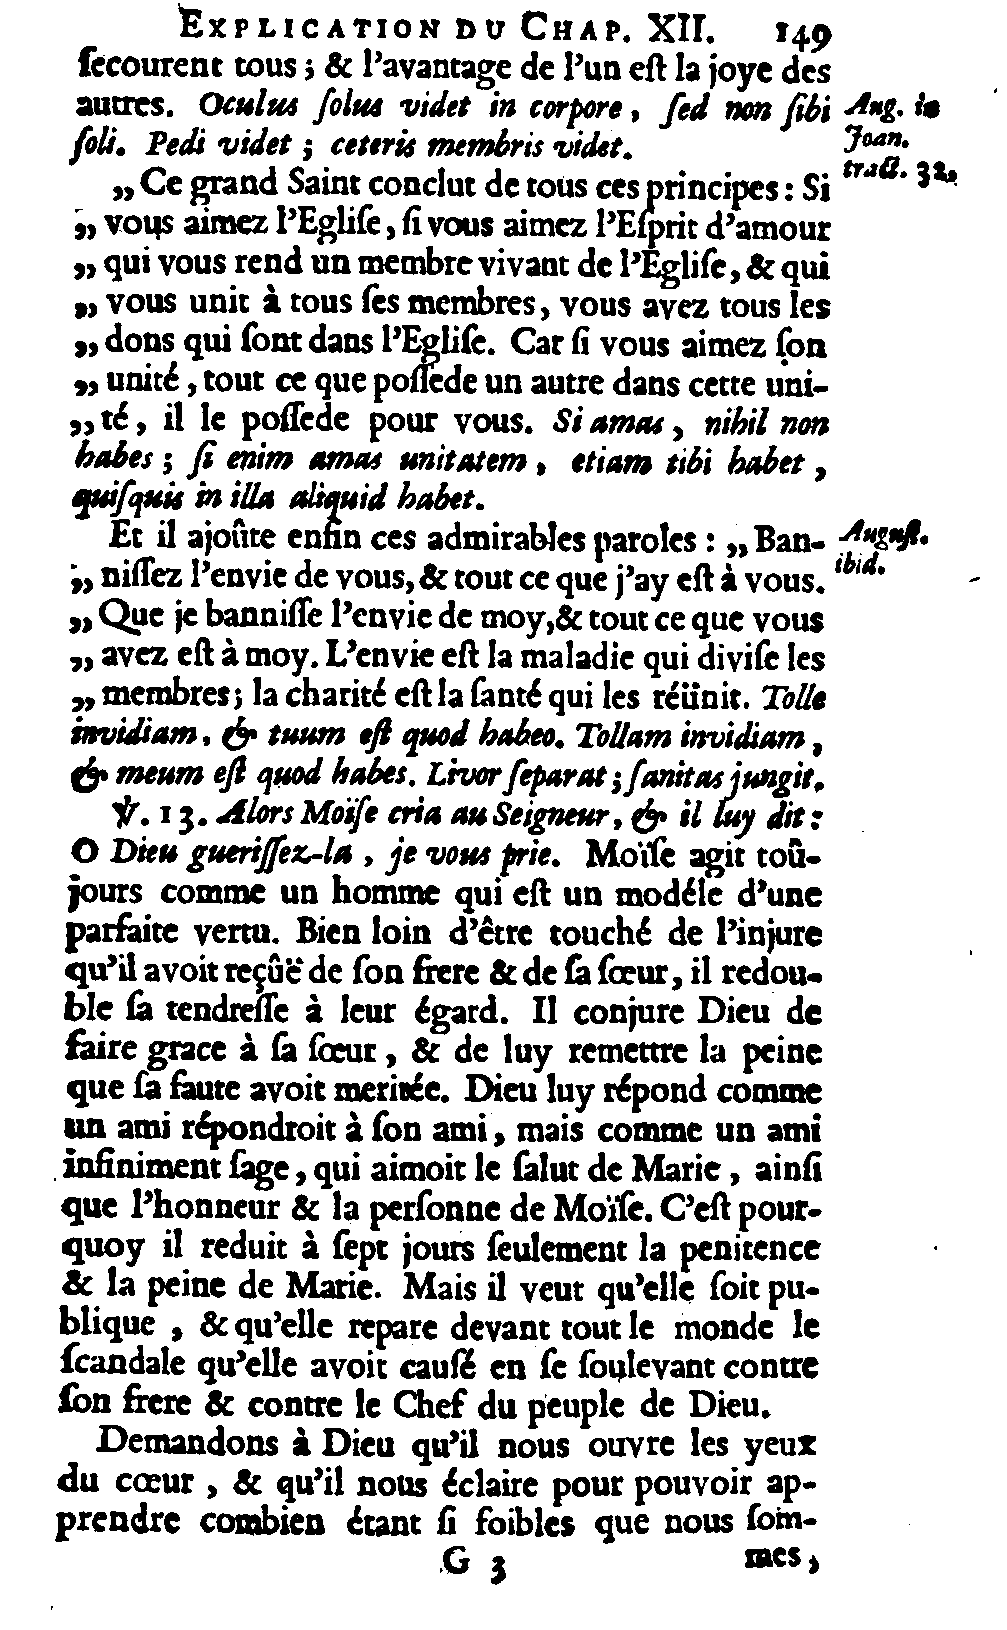 EXPLICATION DU CHAP. XII. 149
ſecourent tous ; & l'avantage de l'un eſt la joye des
autres. Oculus ſolus videt in corpore, ſed non ſibi
ſoli. Pedi videt ; ceteris membris videt.
Aug. in
Joan.
tract. 32.
„ Ce grand Saint conclut de tous ces principes : Si
„ vous aimez l'Egliſe, ſi vous aimez l'Eſprit d'amour
„ qui vous rend un membre vivant de l'Egliſe, & qui
„ vous unit à tous ſes membres, vous avez tous les
„ dons qui ſont dans l'Egliſe. Car ſi vous aimez ſon
„ unité, tout ce que poſſede un autre dans cette uni-
„ té, il le poſſede pour vous. Si amas, nihil non
habes ; ſi enim amas unitatem, etiam tibi habet,
quiſquis in illa aliquid habet.
Et il ajoûte enfin ces admirables paroles : „ Ban-
„ niſſez l'envie de vous, & tout ce que j'ay eſt à vous.
Auguſt.
ibid.
„ Que je banniſſe l'envie de moy, & tout ce que vous
„ avez eſt à moy. L'envie eſt la maladie qui diviſe les
„ membres ; la charité eſt la ſanté qui les réünit. Tolle
invidiam, & tuum eſt quod habeo. Tollam invidiam,
& meum eſt quod habes. Livor ſeparat ; ſanitas jungit.
℣. 13. Alors Moïſe cria au Seigneur, & il luy dit :
O Dieu gueriſſez-la, je vous prie. Moïſe agit toû-
jours comme un homme qui eſt un modéle d'une
parfaite vertu. Bien loin d'être touché de l'injure
qu'il avoit reçûë de ſon frere & de ſa ſœur, il redou-
ble ſa tendreſſe à leur égard. Il conjure Dieu de
faire grace à ſa ſœur, & de luy remettre la peine
que ſa faute avoit meritée. Dieu luy répond comme
un ami répondroit à ſon ami, mais comme un ami
infiniment ſage, qui aimoit le ſalut de Marie, ainſi
que l'honneur & la perſonne de Moïſe. C'eſt pour-
quoy il reduit à ſept jours ſeulement la penitence
& la peine de Marie. Mais il veut qu'elle ſoit pu-
blique, & qu'elle repare devant tout le monde le
ſcandale qu'elle avoit cauſé en ſe ſoulevant contre
ſon frere & contre le Chef du peuple de Dieu.
Demandons à Dieu qu'il nous ouvre les yeux
du cœur, & qu'il nous éclaire pour pouvoir ap-
prendre combien étant ſi foibles que nous ſom-
G 3 mes,